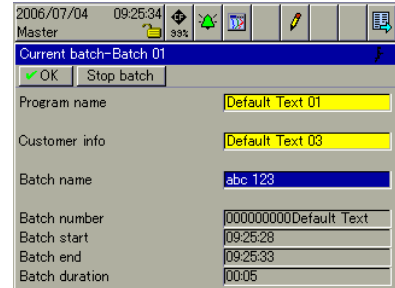 2006/07/04 09:25:34
Master 99%
Current batch-Batch 01
OK Stop batch
Program name Default Text 01
Customer info Default Text 03
Batch name abc 123
Batch number 000000000Default Text
Batch start 09:25:28
Batch end 09:25:33
Batch duration 00:05